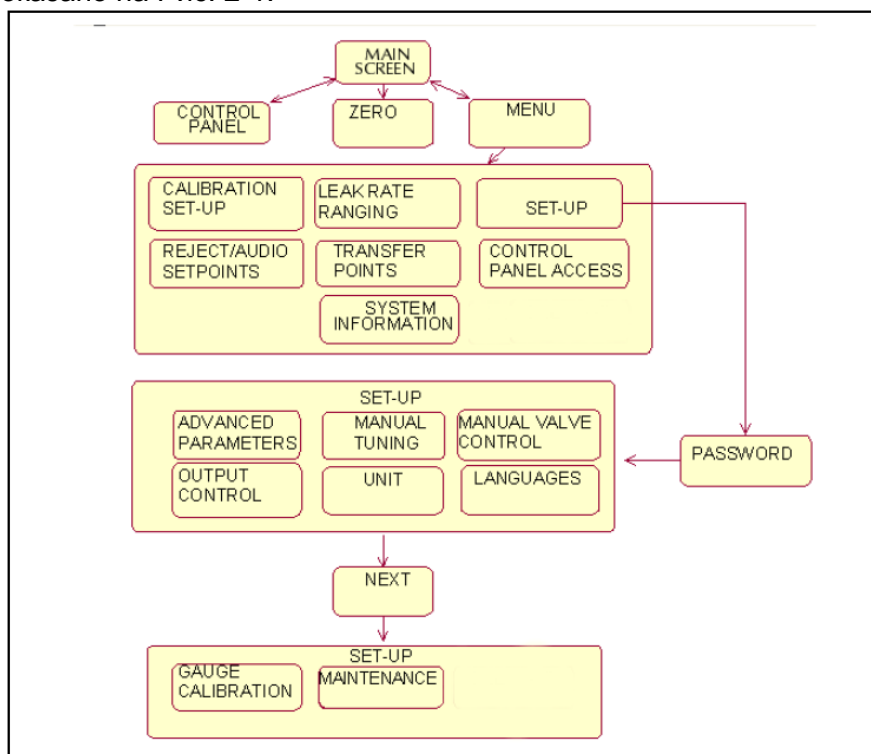 MAIN
SCREEN
CONTROL
PANEL
ZERO
MENU
CALIBRATION
SET-UP
LEAK RATE
RANGING
SET-UP
REJECT/AUDIO
SETPOINTS
TRANSFER
POINTS
CONTROL
PANEL ACCESS
SYSTEM
INFORMATION
SET-UP
ADVANCED
PARAMETERS
MANUAL
TUNING
MANUAL VALVE
CONTROL
OUTPUT
CONTROL
UNIT
LANGUAGES
PASSWORD
NEXT
SET-UP
GAUGE
CALIBRATION
MAINTENANCE